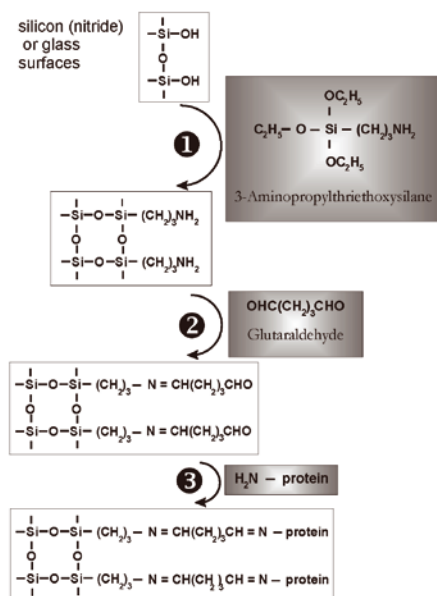 silicon (nitride)
or glass
surfaces
—Si—OH
O
—Si—OH
1
OC₂H₅
C₂H₅— O — Si — (CH₂)₃NH₂
OC₂H₅
3-Aminopropylthriethoxysilane
—Si—O—Si—(CH₂)₃NH₂
O O
—Si—O—Si—(CH₂)₃NH₂
2
OHC(CH₂)₃CHO
Glutaraldehyde
—Si—O—Si—(CH₂)₃— N = CH(CH₂)₃CHO
O O
—Si—O—Si—(CH₂)₃— N = CH(CH₂)₃CHO
3
H₂N — protein
—Si—O—Si—(CH₂)₃— N = CH(CH₂)₃CH = N - protein
O O
—Si—O—Si—(CH₂)₃— N = CH(CH₂)₃CH = N - protein